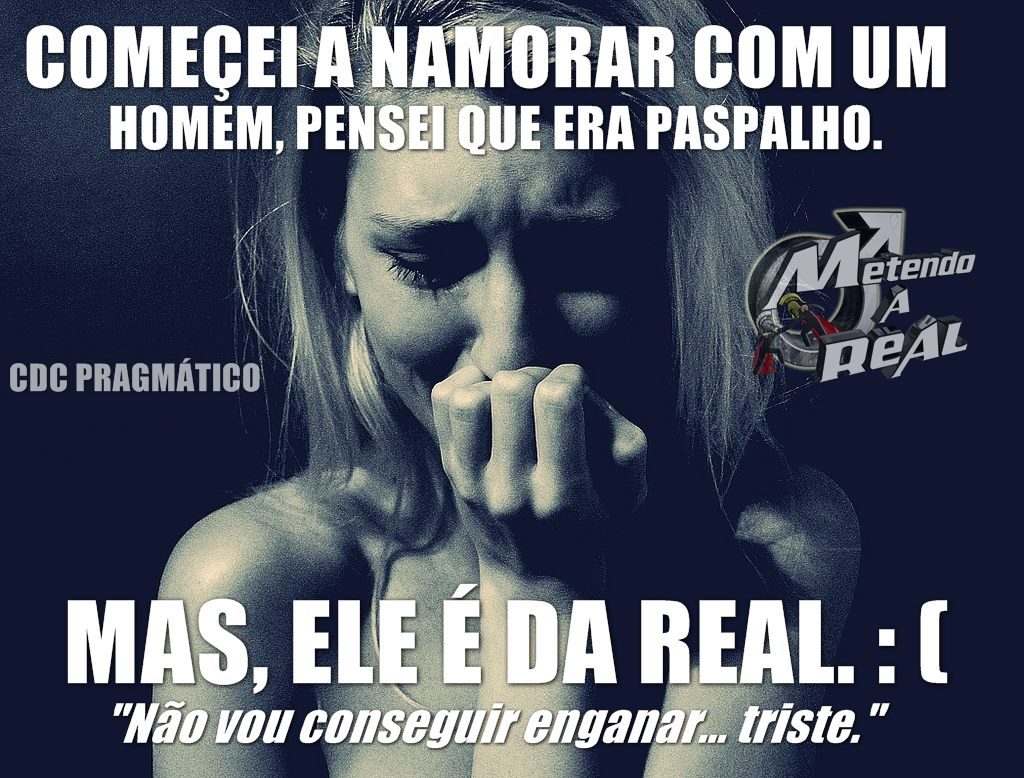 COMEÇEI A NAMORAR COM UM
HOMEM, PENSEI QUE ERA PASPALHO.
METENDO
A
REAL
CDC PRAGMÁTICO
MAS, ELE É DA REAL. : (
"Não vou conseguir enganar... triste."